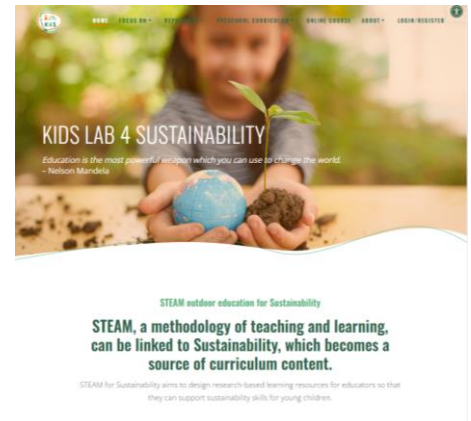 HOME FOCUS ON PRESCHOOL CURRICULUM ONLINE COURSE ABOUT LOGIN/REGISTER
KIDS LAB 4 SUSTAINABILITY
Education is the most powerful weapon which you can use to change the world.
– Nelson Mandela
STEAM outdoor education for Sustainability
STEAM, a methodology of teaching and learning,
can be linked to Sustainability, which becomes a
source of curriculum content.
STEAM for Sustainability aims to design research-based learning resources for educators so that
they can support sustainability skills for young children.